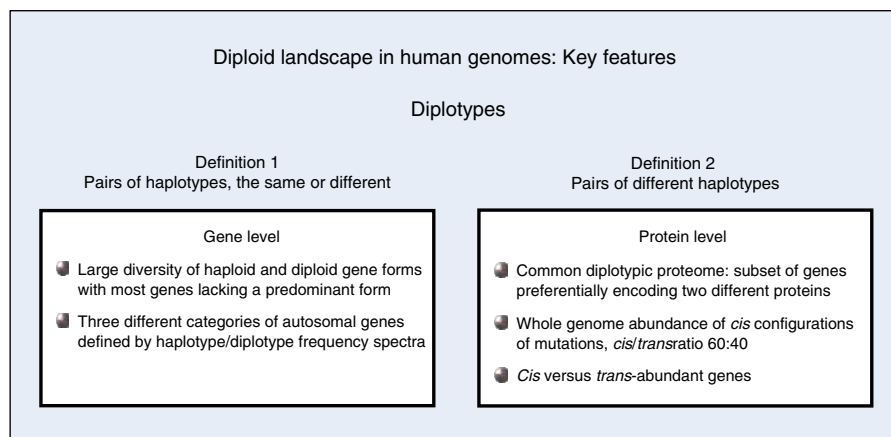 Diploid landscape in human genomes: Key features
Diplotypes
Definition 1
Pairs of haplotypes, the same or different
Gene level
Large diversity of haploid and diploid gene forms
with most genes lacking a predominant form
Three different categories of autosomal genes
defined by haplotype/diplotype frequency spectra
Definition 2
Pairs of different haplotypes
Protein level
Common diplotypic proteome: subset of genes
preferentially encoding two different proteins
Whole genome abundance of cis configurations
of mutations, cis/transratio 60:40
Cis versus trans-abundant genes